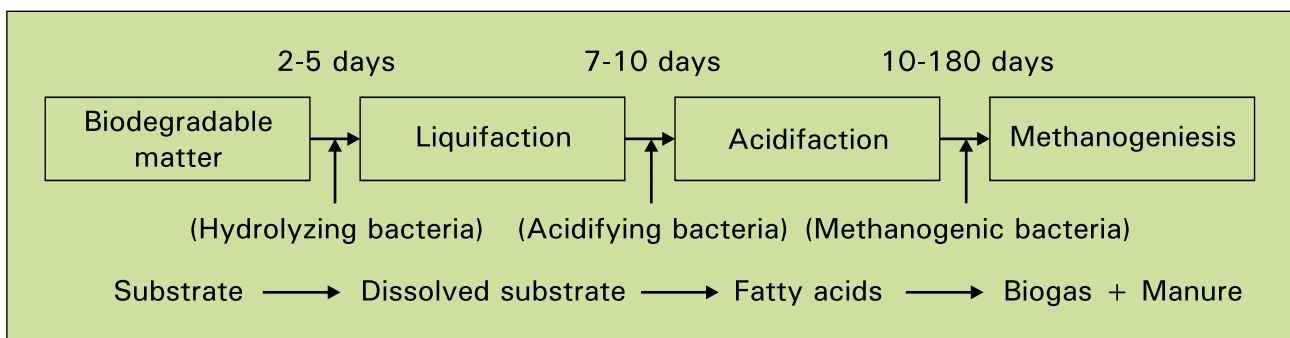 2-5 days 7-10 days 10-180 days
Biodegradable
matter
Liquifaction
Acidifaction
Methanogeniesis
(Hydrolyzing bacteria) (Acidifying bacteria) (Methanogenic bacteria)
Substrate Dissolved substrate Fatty acids Biogas + Manure